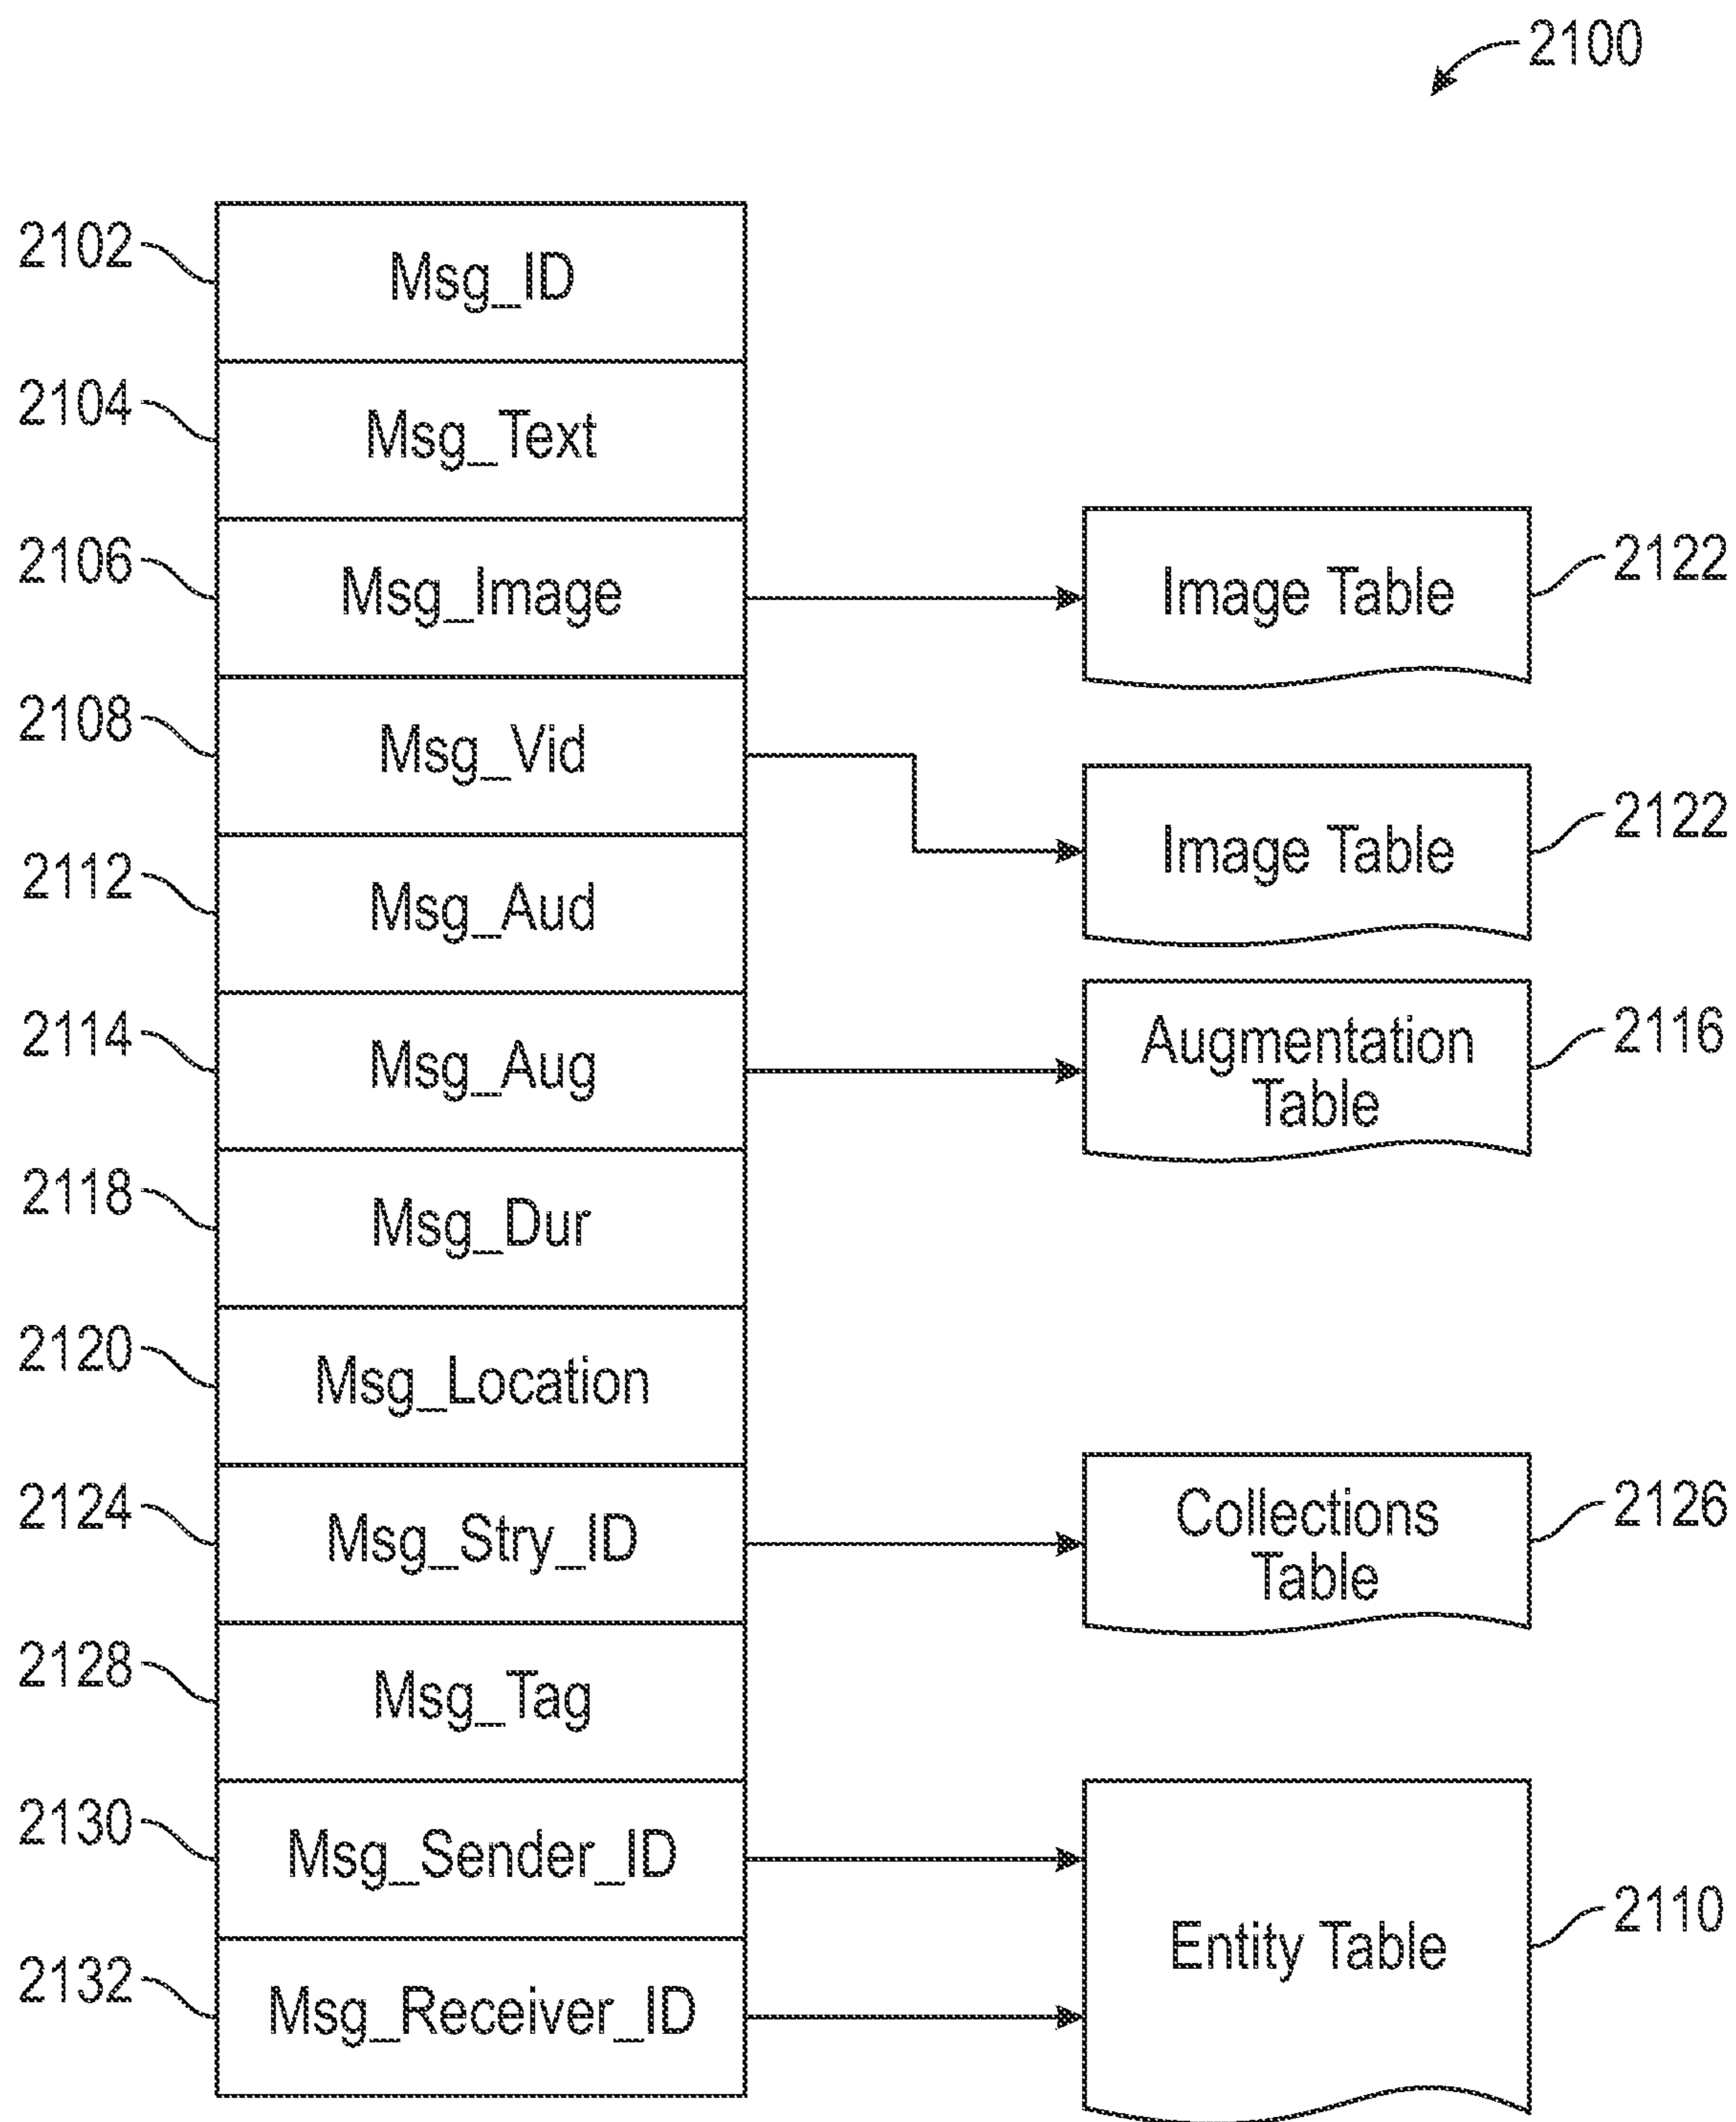 2100
2102
Msg_ID
2104
Msg_Text
2106
Msg_Image
Image Table
2122
2108
Msg_Vid
Image Table
2122
2112
Msg_Aud
2114
Msg_Aug
Augmentation
Table
2116
2118
Msg_Dur
2120
Msg_Location
2124
Msg_Stry_ID
Collections
Table
2126
2128
Msg_Tag
2130
Msg_Sender_ID
Entity Table
2110
2132
Msg_Receiver_ID